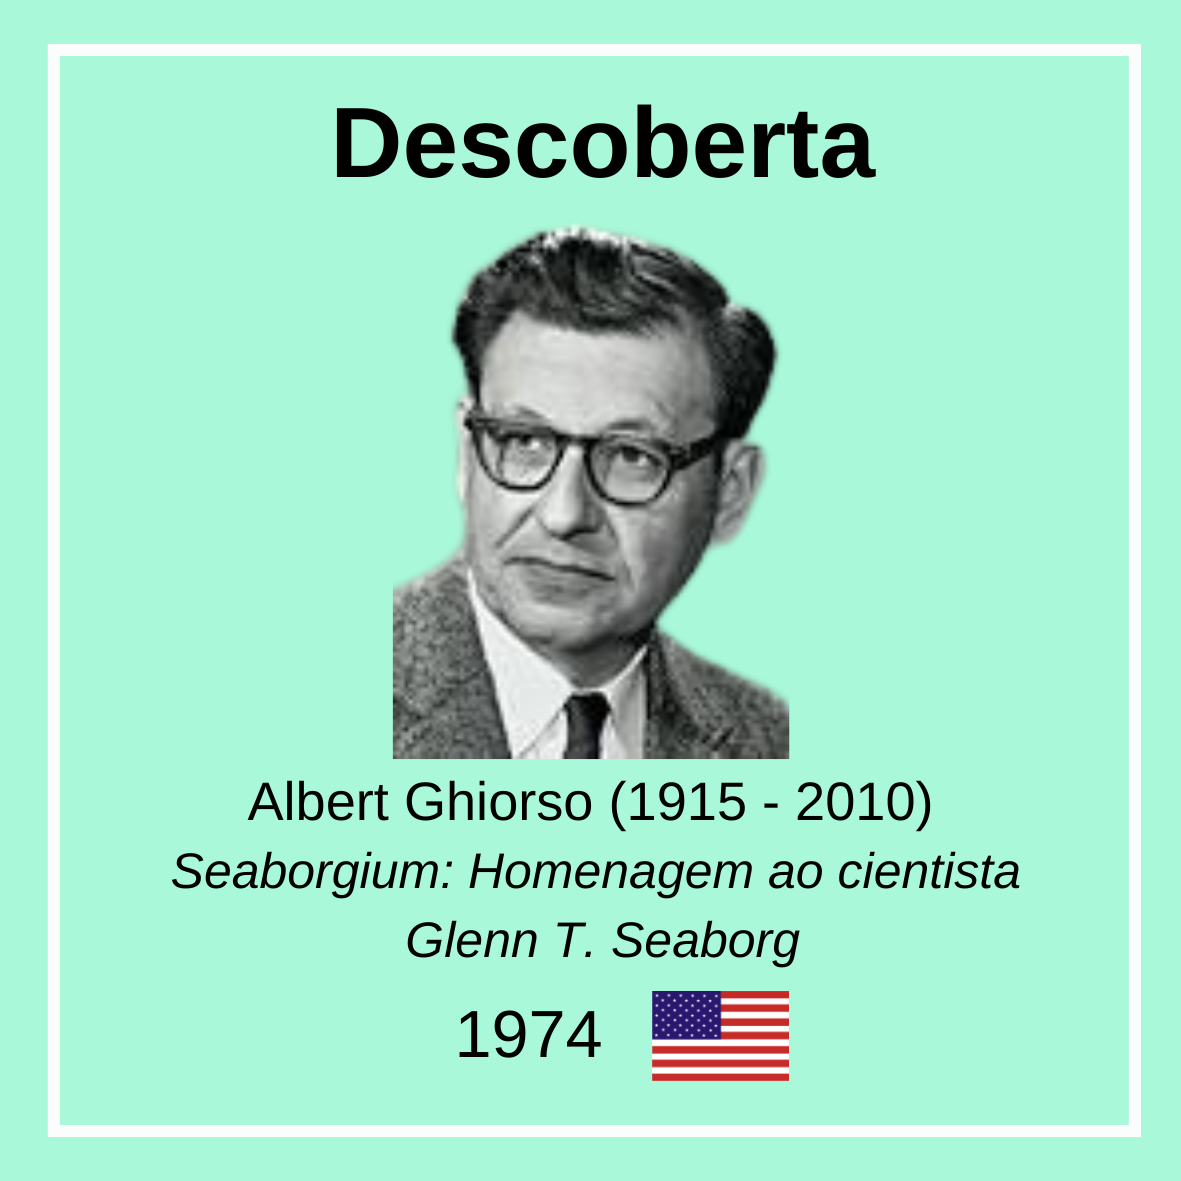 Descoberta
Albert Ghiorso (1915 - 2010)
Seaborgium: Homenagem ao cientista
Glenn T. Seaborg
1974